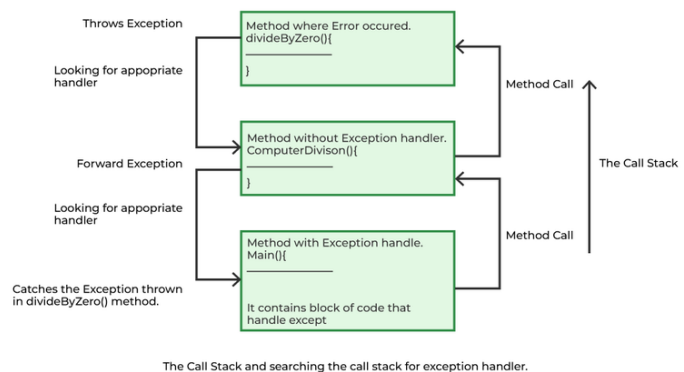 Throws Exception
Looking for appopriate
handler
Forward Exception
Looking for appopriate
handler
Catches the Exception thrown
in divideByZero() method.
Method where Error occured.
divideByZero(){
}
Method without Exception handler.
ComputerDivison(){
}
Method with Exception handle.
Main(){
It contains block of code that
handle except
Method Call
Method Call
The Call Stack
The Call Stack and searching the call stack for exception handler.